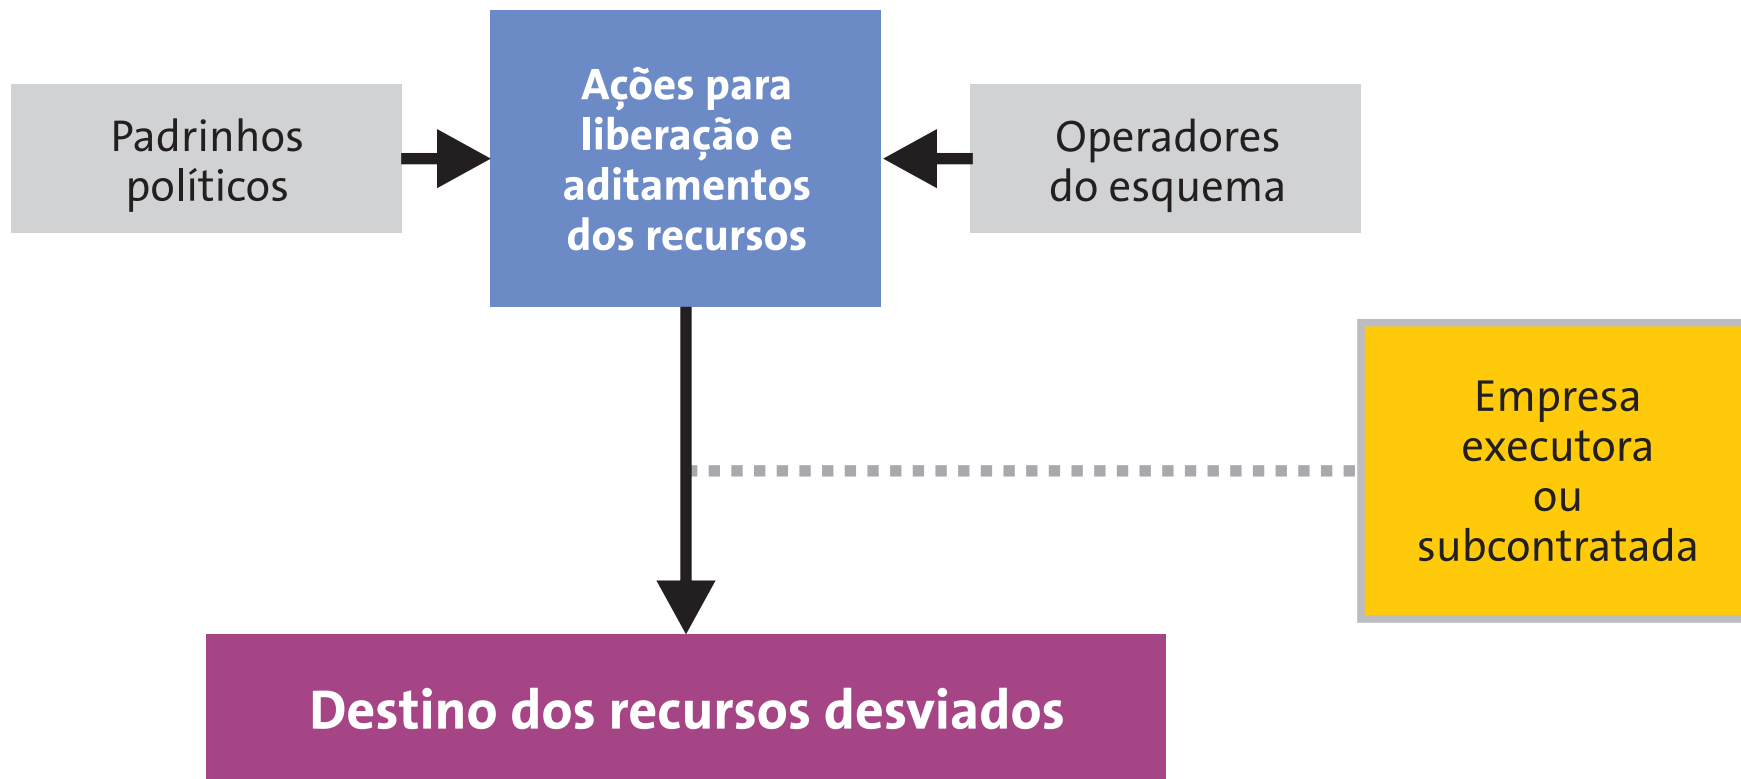 Padrinhos
políticos
Ações para
liberação e
aditamentos
dos recursos
Operadores
do esquema
Empresa
executora
ou
subcontratada
Destino dos recursos desviados